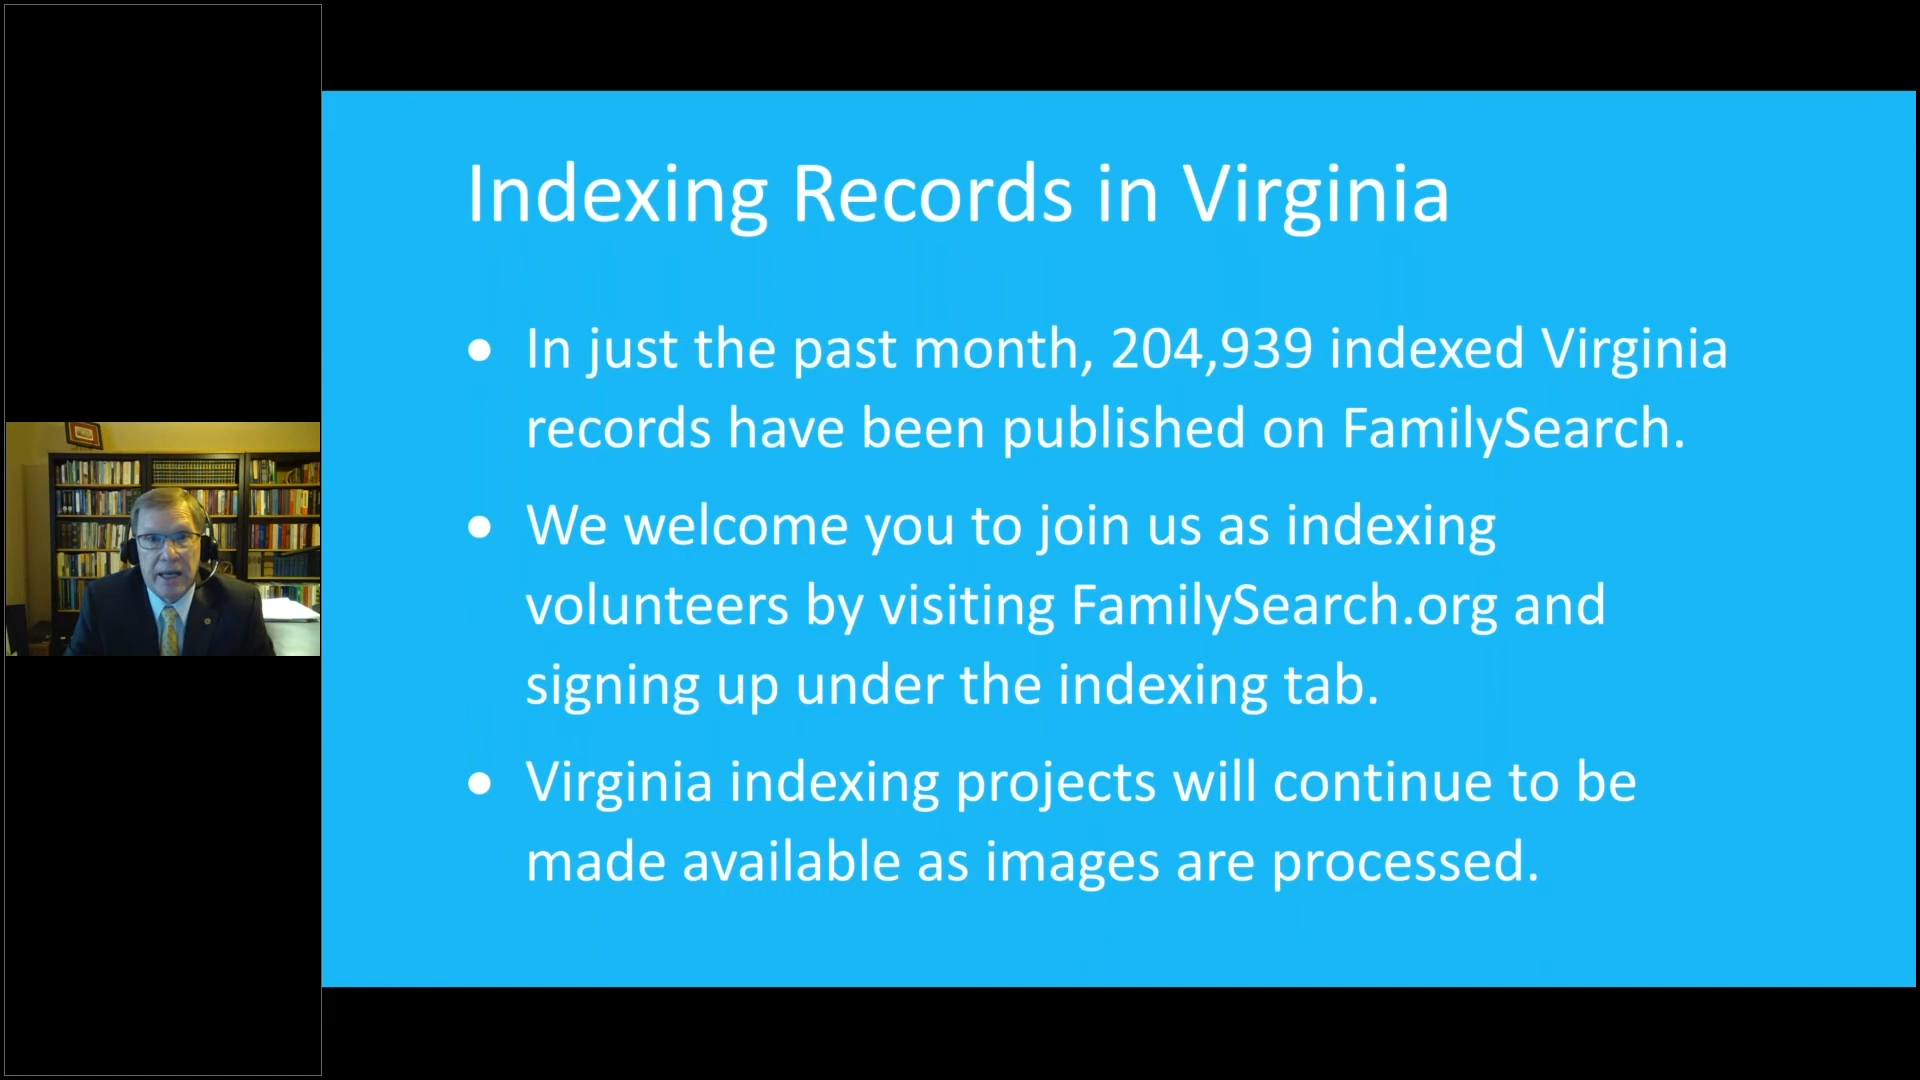 Indexing Records in Virginia
● In just the past month, 204,939 indexed Virginia
records have been published on FamilySearch.
● We welcome you to join us as indexing
volunteers by visiting FamilySearch.org and
signing up under the indexing tab.
● Virginia indexing projects will continue to be
made available as images are processed.